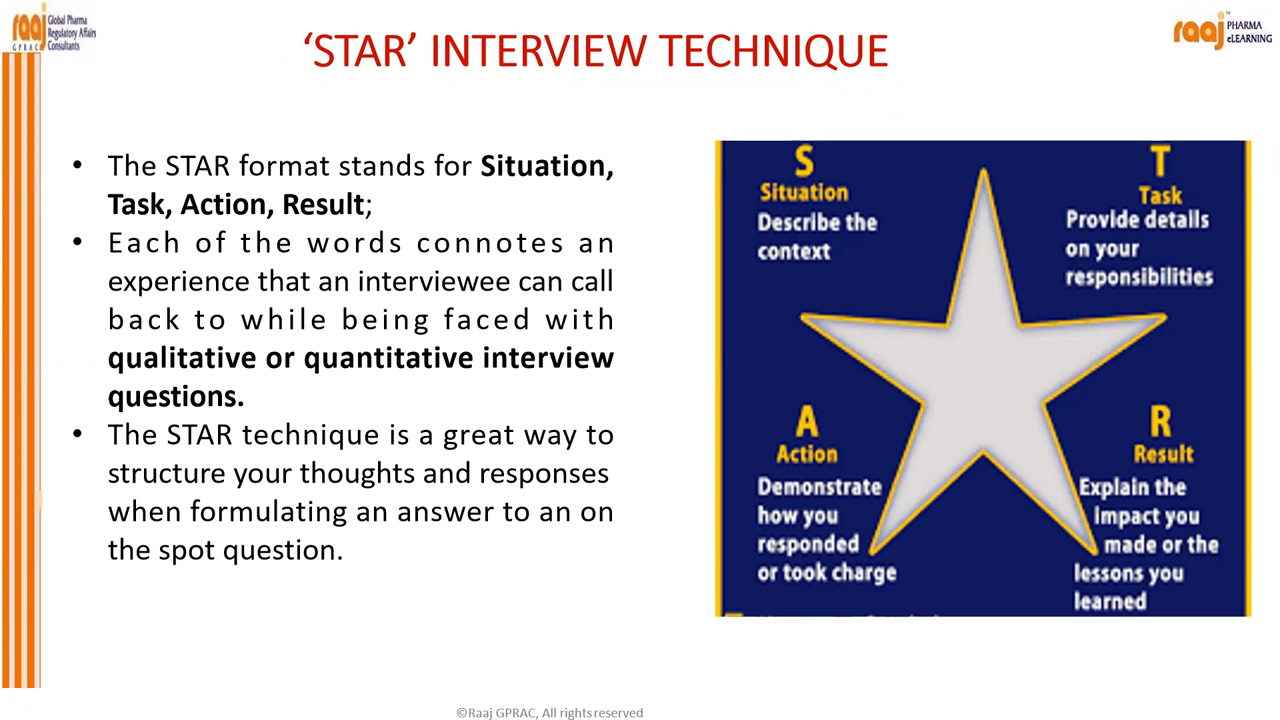 raaj
GPRAC
Global Pharma
Regulatory Affairs
Consultants
‘STAR’ INTERVIEW TECHNIQUE
raaj
PHARMA
eLEARNING
• The STAR format stands for Situation,
Task, Action, Result;
• Each of the words connotes an
experience that an interviewee can call
back to while being faced with
qualitative or quantitative interview
questions.
• The STAR technique is a great way to
structure your thoughts and responses
when formulating an answer to an on
the spot question.
S
Situation
Describe the
context
T
Task
Provide details
on your
responsibilities
A
Action
Demonstrate
how you
responded
or took charge
R
Result
Explain the
impact you
made or the
lessons you
learned
©Raaj GPRAC, All rights reserved